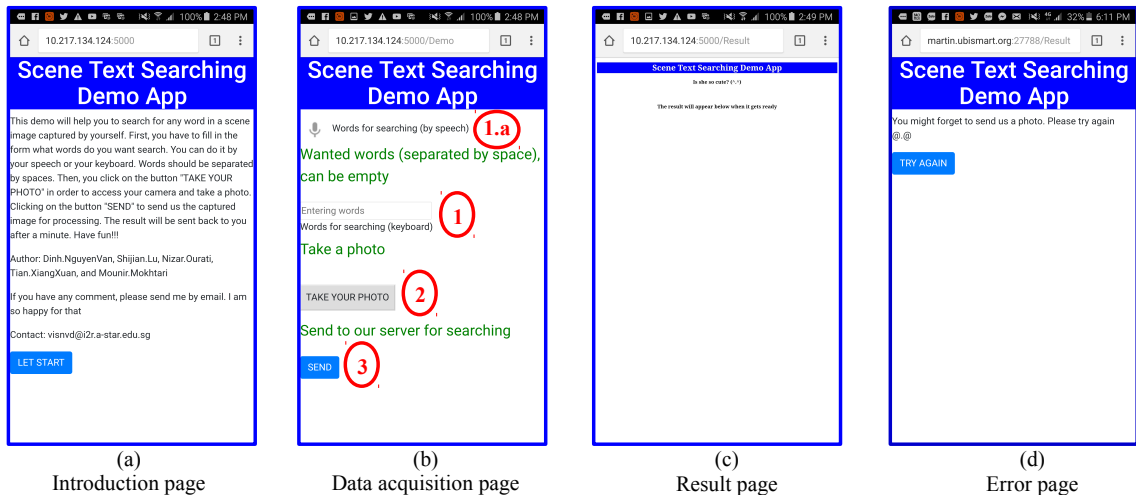 100% 2:48 PM
10.217.134.124:5000
1
Scene Text Searching
Demo App
This demo will help you to search for any word in a scene
image captured by yourself. First, you have to fill in the
form what words do you want search. You can do it by
your speech or your keyboard. Words should be separated
by spaces. Then, you click on the button "TAKE YOUR
PHOTO" in order to access your camera and take a photo.
Clicking on the button "SEND" to send us the captured
image for processing. The result will be sent back to you
after a minute. Have fun!!!
Author: Dinh.NguyenVan, Shijian.Lu, Nizar.Ourati,
Tian.XiangXuan, and Mounir.Mokhtari
If you have any comment, please send me by email. I am
so happy for that
Contact: visnvd@i2r.a-star.edu.sg
LET START
(a)
Introduction page
100% 2:48 PM
10.217.134.124:5000/Demo
1
Scene Text Searching
Demo App
Words for searching (by speech) 1.a
Wanted words (separated by space),
can be empty
Entering words 1
Words for searching (keyboard)
Take a photo
TAKE YOUR PHOTO 2
Send to our server for searching
SEND 3
(b)
Data acquisition page
100% 2:49 PM
10.217.134.124:5000/Result
1
Scene Text Searching Demo App
Is she so cute? (^.^)
The result will appear below when it gets ready
(c)
Result page
32% 6:11 PM
martin.ubismart.org:27788/Result
1
Scene Text Searching
Demo App
You might forget to send us a photo. Please try again
@.@
TRY AGAIN
(d)
Error page